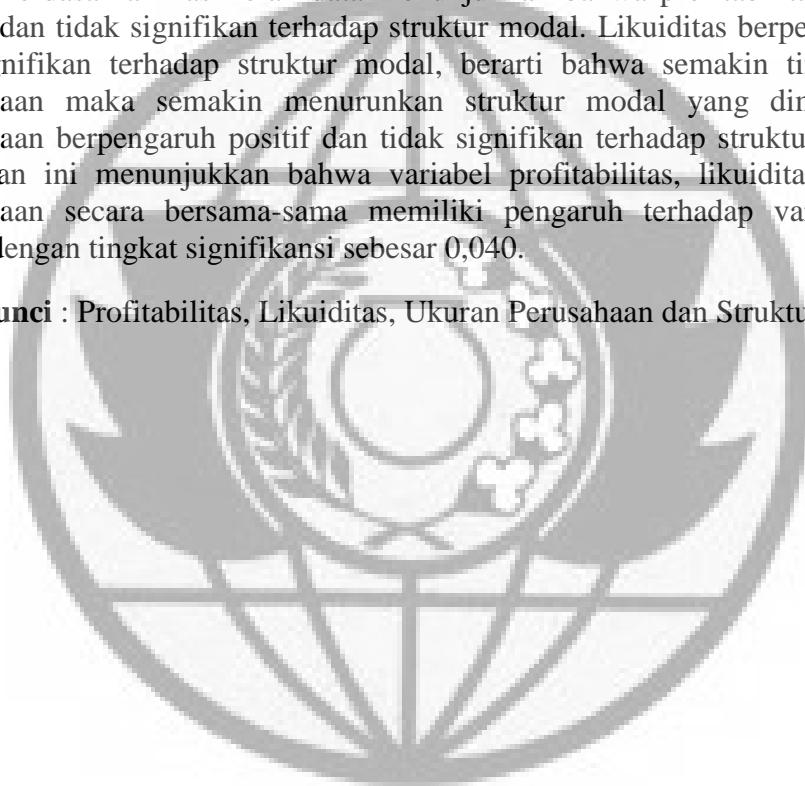 dan tidak signifikan terhadap struktur modal. Likuiditas berpe
nifikan terhadap struktur modal, berarti bahwa semakin ti
aan maka semakin menurunkan struktur modal yang di
aan berpengaruh positif dan tidak signifikan terhadap struktu
an ini menunjukkan bahwa variabel profitabilitas, likuidita
aan secara bersama-sama memiliki pengaruh terhadap va
dengan tingkat signifikansi sebesar 0,040.
unci : Profitabilitas, Likuiditas, Ukuran Perusahaan dan Struktu